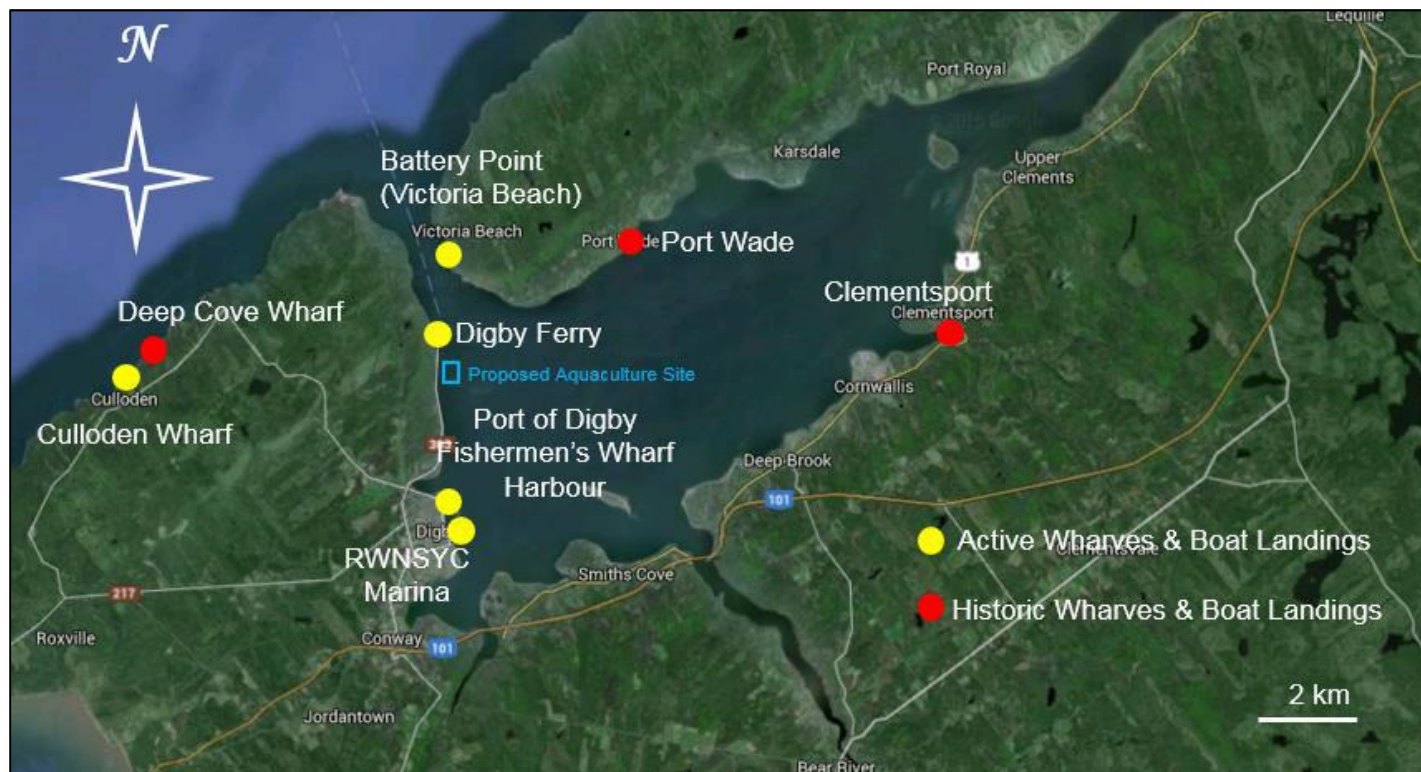 N
Lequille
Port Royal
Karsdale
Battery Point
(Victoria Beach)
Victoria Beach
Upper
Clements
Port Wade
1
Deep Cove Wharf
Clementsport
Clementsport
Digby Ferry
Proposed Aquaculture Site
Culloden
Cornwallis
Culloden Wharf
Port of Digby
Fishermen's Wharf
Harbour
Deep Brook
101
Active Wharves & Boat Landings
Clementsvale
RWNSYC
Marina
Smiths Cove
217
Historic Wharves & Boat Landings
Roxville
Conway
101
2 km
Jordantown
Bear River